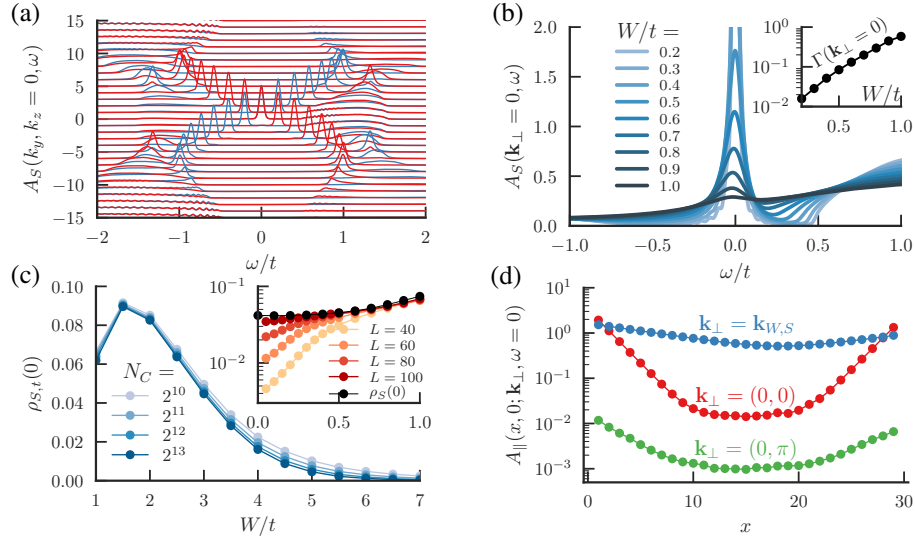 (a)
15
10
5
0
−5
−10
15
−2
−1
0
1
2
A_S(k_y, k_z = 0, ω)
ω/t
(b)
2.0
1.5
1.0
0.5
0.0
−1.0
−0.5
0.0
0.5
1.0
A_S(k_⊥ = 0, ω)
ω/t
W/t =
0.2
0.3
0.4
0.5
0.6
0.7
0.8
0.9
1.0
10^0
10^−1
10^−2
Γ(k_⊥ = 0)
W/t
0.5
1.0
(c)
0.10
0.08
0.06
0.04
0.02
0.00
1
2
3
4
5
6
7
ρ_{S,t}(0)
W/t
N_C =
2^10
2^11
2^12
2^13
10^−1
10^−2
L = 40
L = 60
L = 80
L = 100
ρ_S(0)
0.0
0.5
1.0
(d)
10^1
10^0
10^−1
10^−2
10^−3
0
10
20
30
A_∥(x, 0; k_⊥, ω = 0)
x
k_⊥ = k_{W,S}
k_⊥ = (0, 0)
k_⊥ = (0, π)